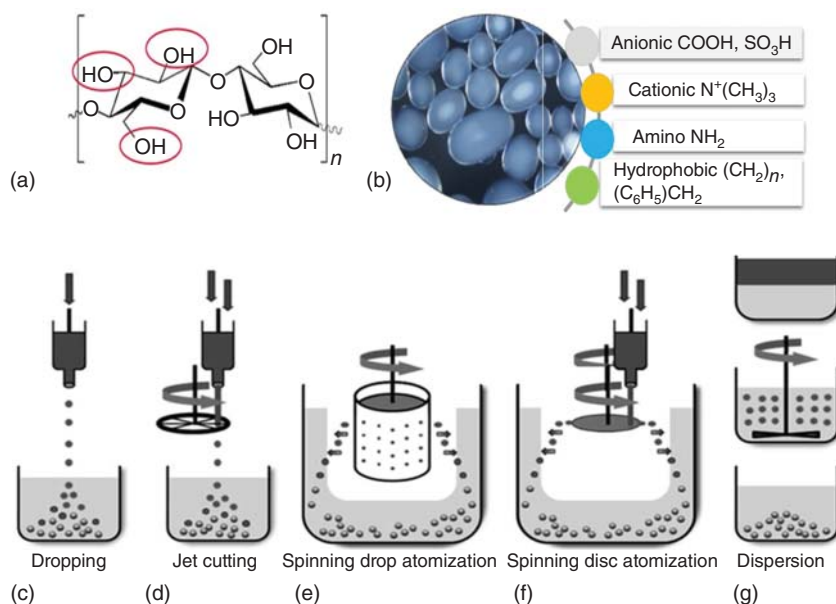 OH
HO
OH
O
O
O
O
HO
OH
OH
n
(a)
(b)
Anionic COOH, SO₃H
Cationic N⁺(CH₃)₃
Amino NH₂
Hydrophobic (CH₂)n,
(C₆H₅)CH₂
Dropping
Jet cutting
Spinning drop atomization
Spinning disc atomization
Dispersion
(c)
(d)
(e)
(f)
(g)